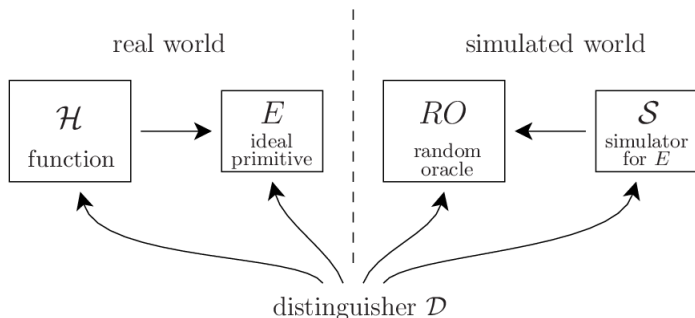 real world
simulated world
ℋ
function
E
ideal
primitive
RO
random
oracle
𝒮
simulator
for E
distinguisher 𝒟